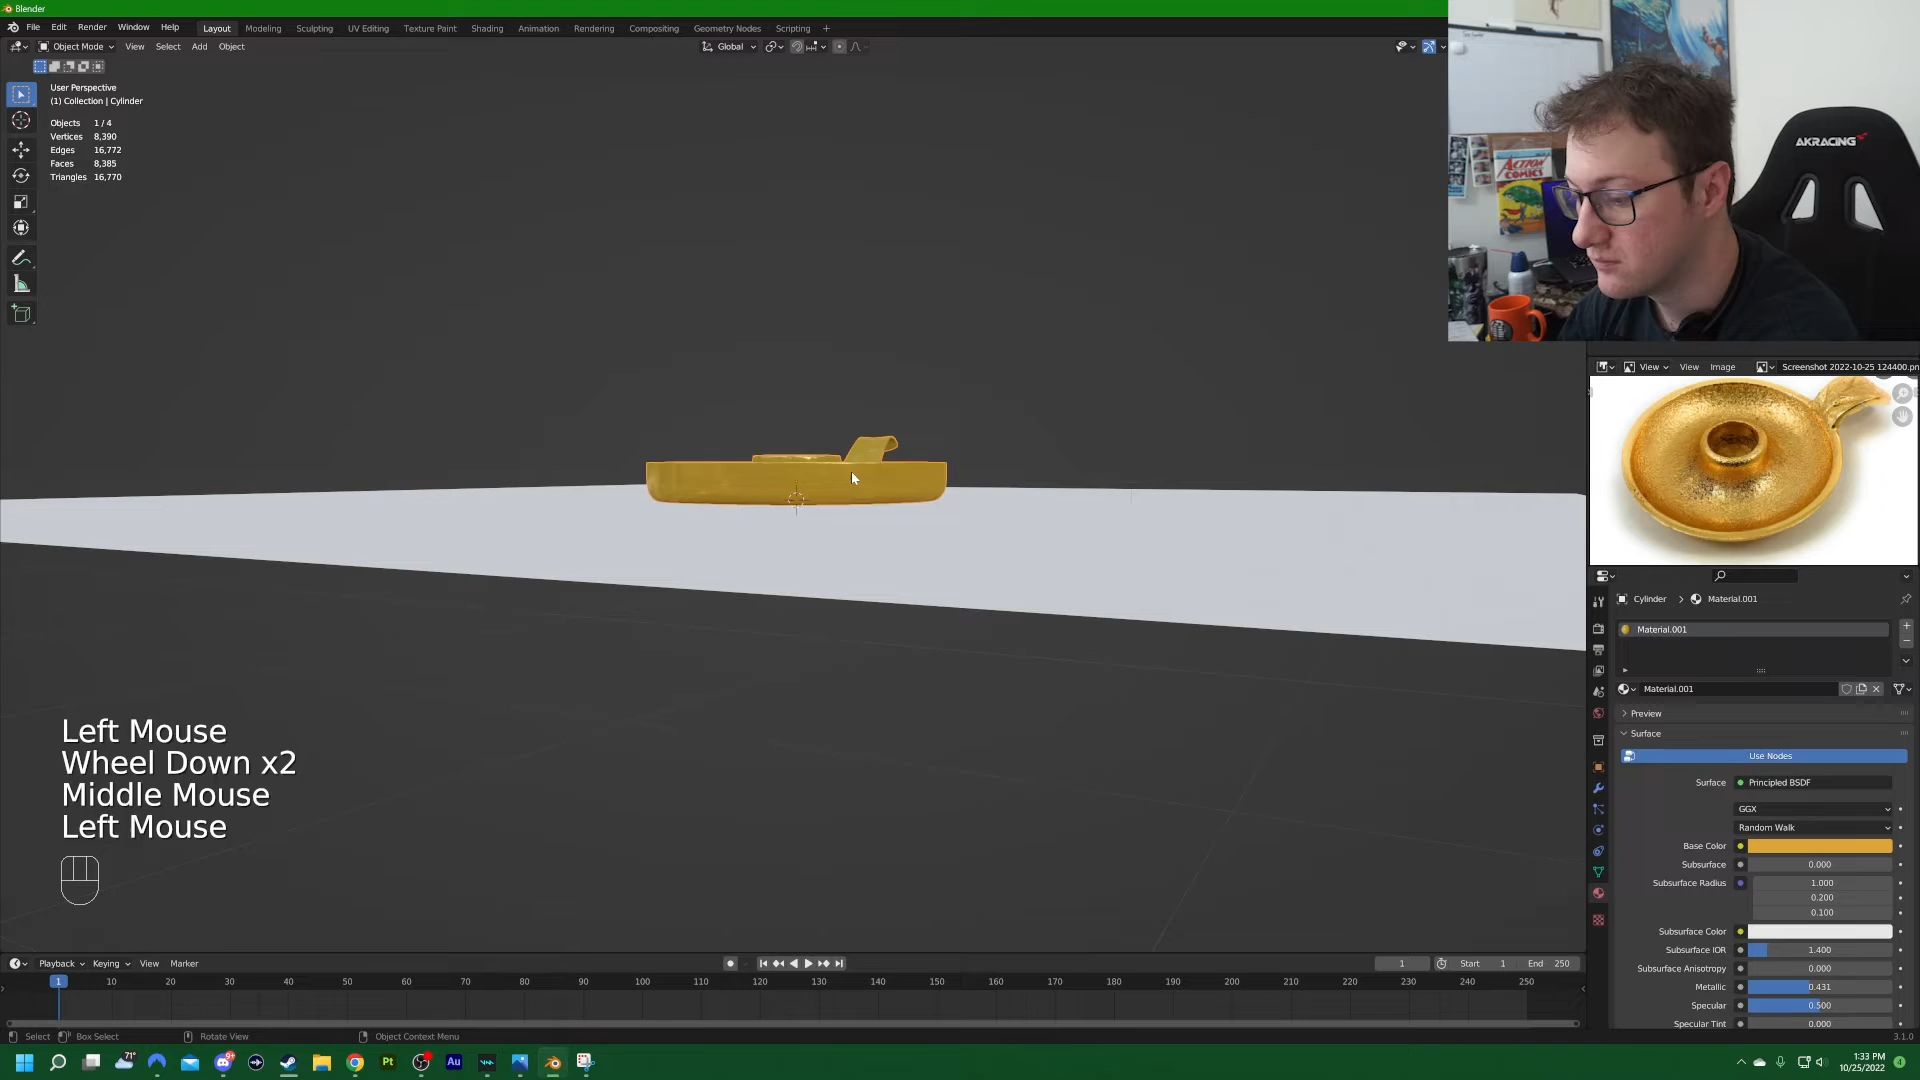 Blender
File Edit Render Window Help Layout Modeling Sculpting UV Editing Texture Paint Shading Animation Rendering Compositing Geometry Nodes Scripting +
Object Mode View Select Add Object Global
User Perspective
(1) Collection | Cylinder
Objects 1 / 4
Vertices 8,390
Edges 16,772
Faces 8,385
Triangles 16,770
AKRACING
ACTION
COMICS
View View Image Screenshot 2022-10-25 124400.pn
Cylinder > Material.001
Material.001
Material.001
Preview
Surface
Use Nodes
Surface Principled BSDF
GGX
Random Walk
Base Color
Subsurface 0.000
Subsurface Radius 1.000
0.200
0.100
Subsurface Color
Subsurface IOR 1.400
Subsurface Anisotropy 0.000
Metallic 0.431
Specular 0.500
Specular Tint 0.000
Left Mouse
Wheel Down x2
Middle Mouse
Left Mouse
Playback Keying View Marker 1 Start 1 End 250
1 10 20 30 40 50 60 70 80 90 100 110 120 130 140 150 160 170 180 190 200 210 220 230 240 250
Select Box Select Rotate View Object Context Menu 3.1.0
71° 9+ Pt Au 1:33 PM
10/25/2022 4